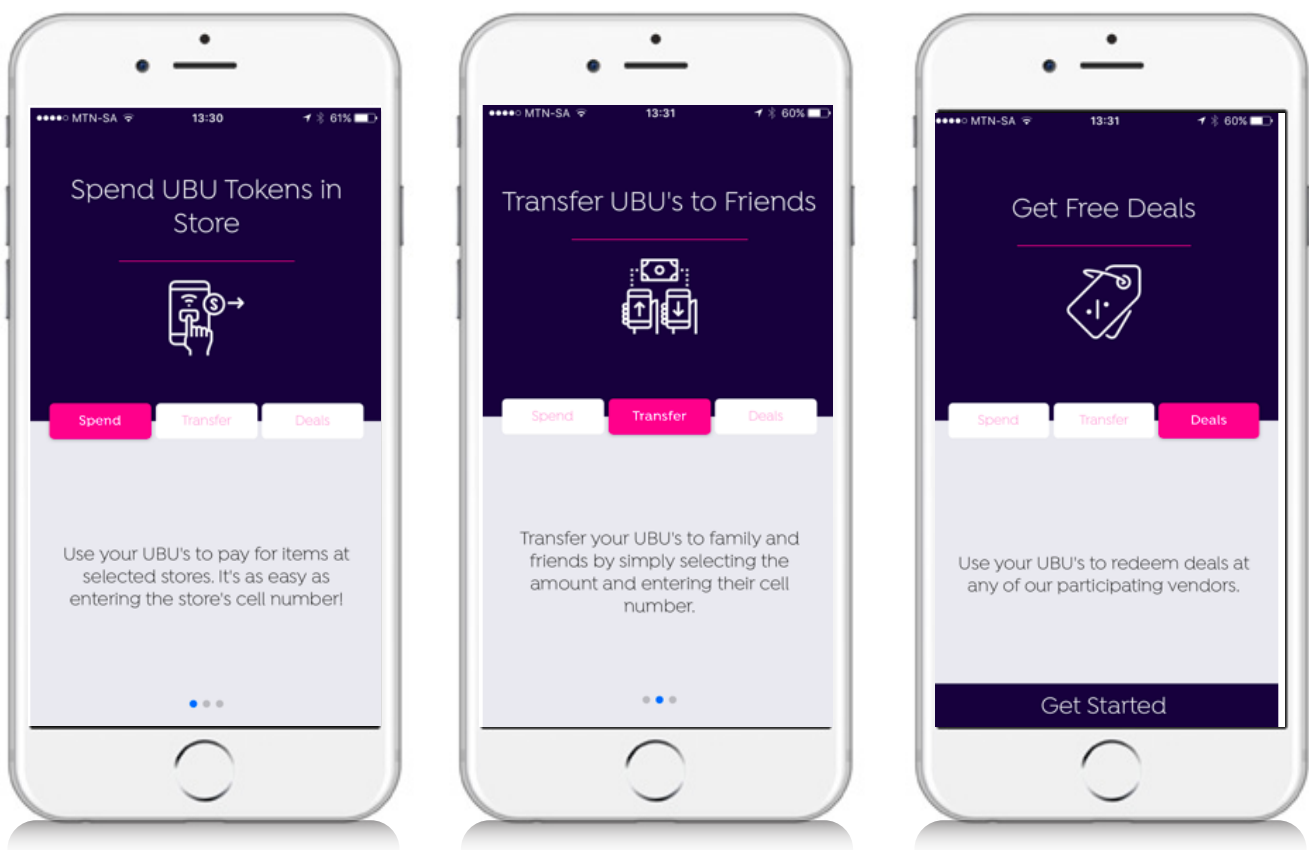 MTN-SA 13:30 61%
Spend UBU Tokens in
Store
Spend Transfer Deals
Use your UBU's to pay for items at
selected stores. It's as easy as
entering the store's cell number!
MTN-SA 13:31 60%
Transfer UBU's to Friends
Spend Transfer Deals
Transfer your UBU's to family and
friends by simply selecting the
amount and entering their cell
number.
MTN-SA 13:31 60%
Get Free Deals
Spend Transfer Deals
Use your UBU's to redeem deals at
any of our participating vendors.
Get Started